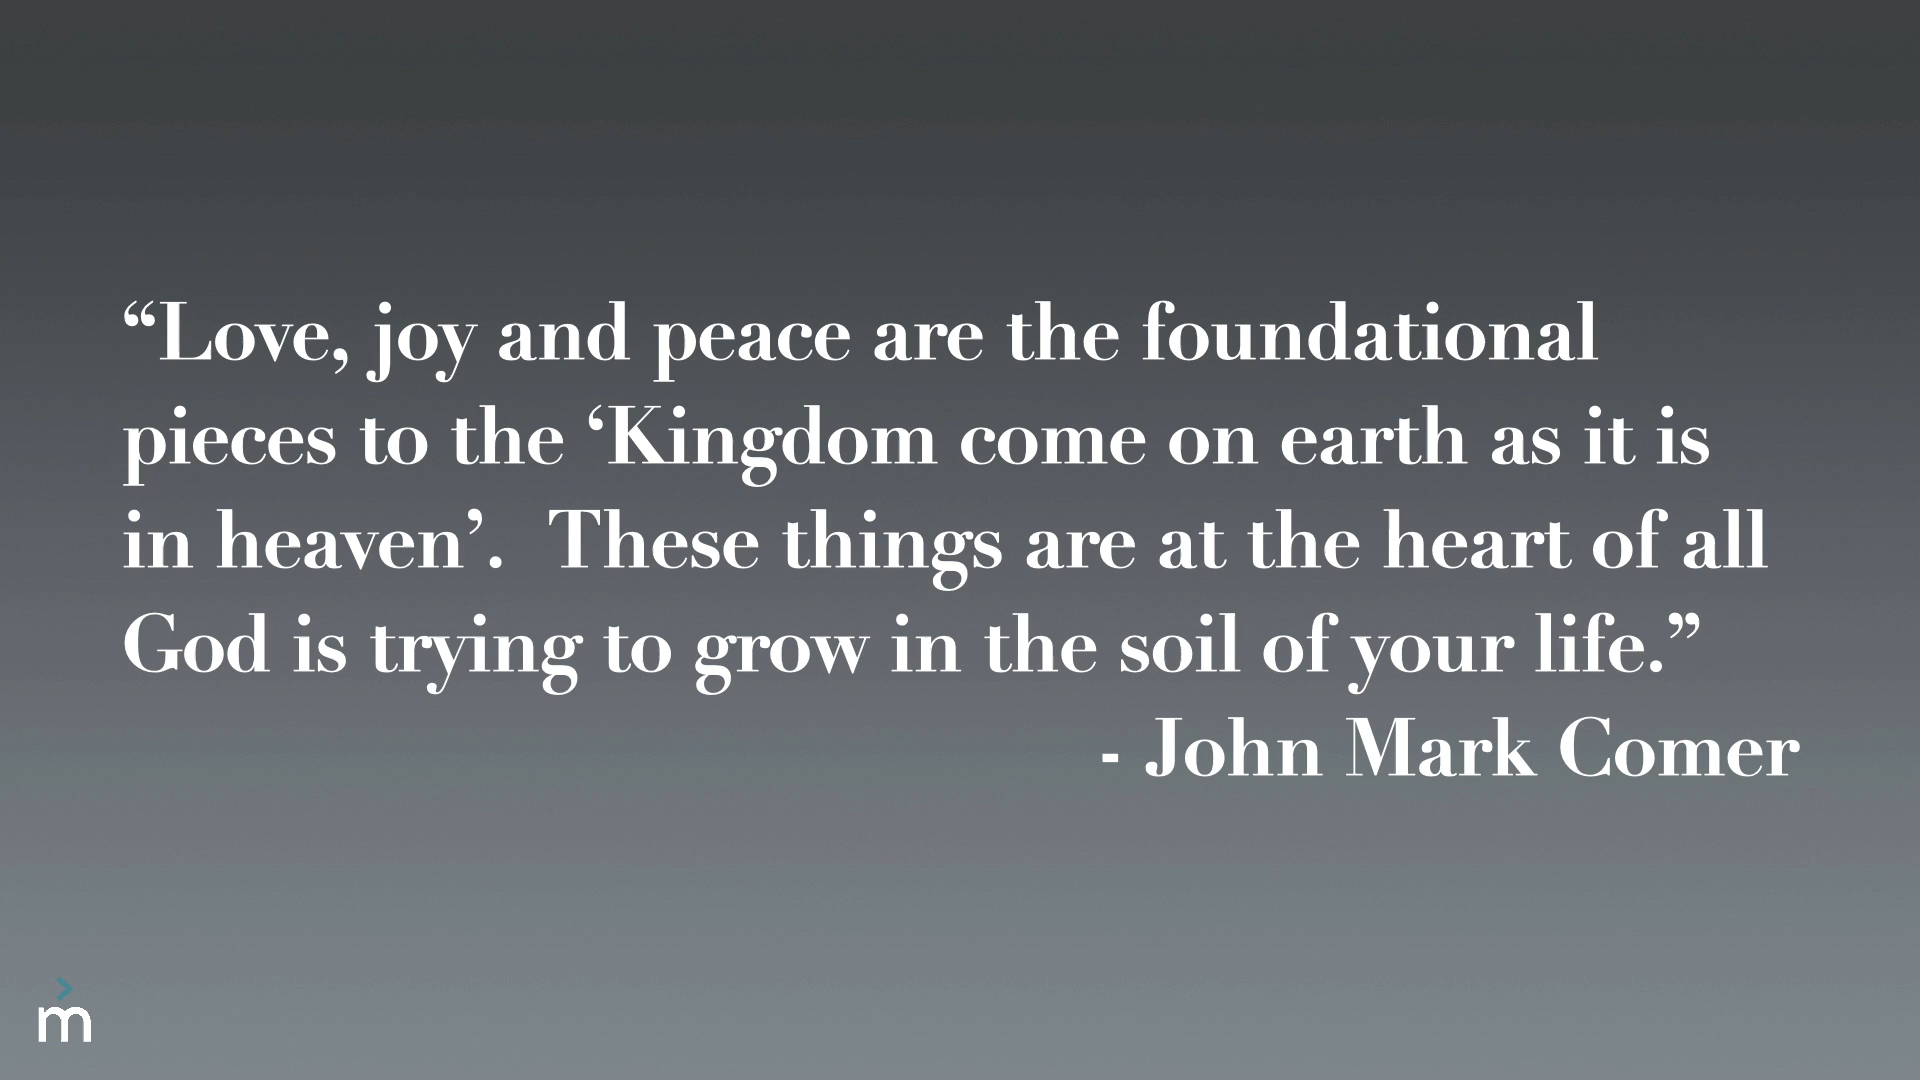 “Love, joy and peace are the foundational
pieces to the ‘Kingdom come on earth as it is
in heaven’.  These things are at the heart of all
God is trying to grow in the soil of your life.”
- John Mark Comer
m